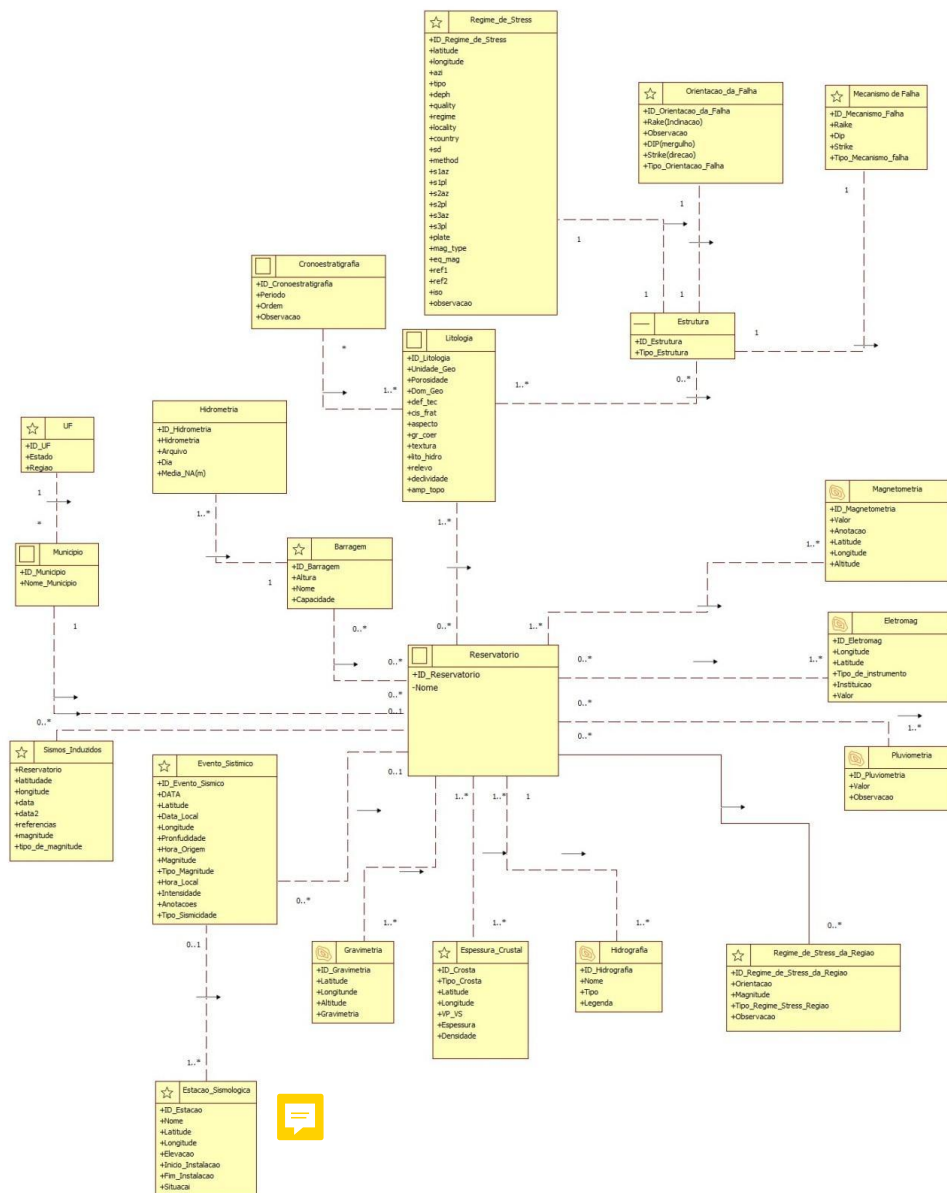 Regime_de_Stress
+ID_Regime_de_Stress
+latitude
+longitude
+azi
+tipo
+deph
+quality
+regime
+locality
+country
+sd
+method
+s1az
+s1pl
+s2az
+s2pl
+s3az
+s3pl
+plate
+mag_type
+eq_mag
+ref1
+ref2
+iso
+observacao
Orientacao_da_Falha
+ID_Orientacao_da_Falha
+Rake(Inclinacao)
+Observacao
+DIP(mergulho)
+Strike(direcao)
+Tipo_Orientacao_Falha
Mecanismo de Falha
+ID_Mecanismo_Falha
+Raike
+Dip
+Strike
+Tipo_Mecanismo_falha
1
1
1
1
1
Cronoestratigrafia
+ID_Cronoestratigrafia
+Periodo
+Ordem
+Observacao
*
1..*
Estrutura
+ID_Estrutura
+Tipo_Estrutura
0..*
1..*
Litologia
+ID_Litologia
+Unidade_Geo
+Porosidade
+Dom_Geo
+def_tec
+cis_frat
+aspecto
+gr_coer
+textura
+lito_hidro
+relevo
+declividade
+amp_topo
1..*
0..*
Hidrometria
+ID_Hidrometria
+Hidrometria
+Arquivo
+Dia
+Media_NA(m)
1..*
1
UF
+ID_UF
+Estado
+Regiao
1
*
Municipio
+ID_Municipio
+Nome_Municipio
1
Barragem
+ID_Barragem
+Altura
+Nome
+Capacidade
0..*
0..*
0..*
0..1
Magnetometria
+ID_Magnetometria
+Valor
+Anotacao
+Latitude
+Longitude
+Altitude
1..*
1..*
Reservatorio
+ID_Reservatorio
-Nome
Eletromag
+ID_Eletromag
+Longitude
+Latitude
+Tipo_de_instrumento
+Instituicao
+Valor
0..*
1..*
0..*
1..*
Pluviometria
+ID_Pluviometria
+Valor
+Observacao
0..*
0..*
Sismos_Induzidos
+Reservatorio
+latitudade
+longitude
+data
+data2
+referencias
+magnitude
+tipo_de_magnitude
0..*
Evento_Sistimico
+ID_Evento_Sismico
+DATA
+Latitude
+Data_Local
+Longitude
+Pronfudidade
+Hora_Origem
+Magnitude
+Tipo_Magnitude
+Hora_Local
+Intensidade
+Anotacoes
+Tipo_Sismicidade
0..1
0..*
0..1
1..*
1..*
1..*
1
1..*
1..*
1..*
Gravimetria
+ID_Gravimetria
+Latitude
+Longitunde
+Altitude
+Gravimetria
Espessura_Crustal
+ID_Crosta
+Tipo_Crosta
+Latitude
+Longitude
+VP_VS
+Espessura
+Densidade
Hidrografia
+ID_Hidrografia
+Nome
+Tipo
+Legenda
Regime_de_Stress_da_Regiao
+ID_Regime_de_Stress_da_Regiao
+Orientacao
+Magnitude
+Tipo_Regime_Stress_Regiao
+Observacao
Estacao_Sismologica
+ID_Estacao
+Nome
+Latitude
+Longitude
+Elevacao
+Inicio_Instalacao
+Fim_Instalacao
+Situacai